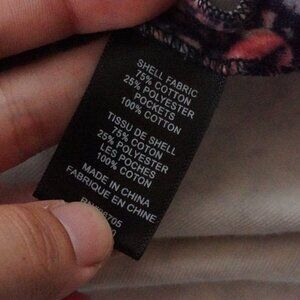 SHELL FABRIC
75% COTTON
25% POLYESTER
POCKETS
100% COTTON
TISSU DE SHELL
75% COTON
25% POLYESTER
LES POCHES
100% COTON
MADE IN CHINA
FABRIQUE EN CHINE